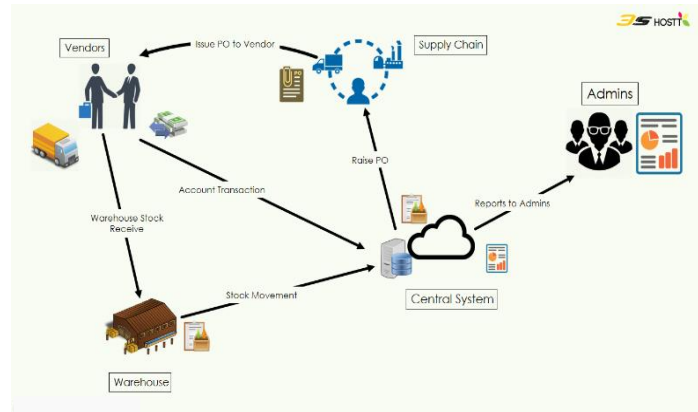 3S HOSTT
Vendors
Issue PO to Vendor
Supply Chain
PO
Admins
Raise PO
Account Transaction
Reports to Admins
Warehouse Stock
Receive
Stock Movement
Central System
Warehouse